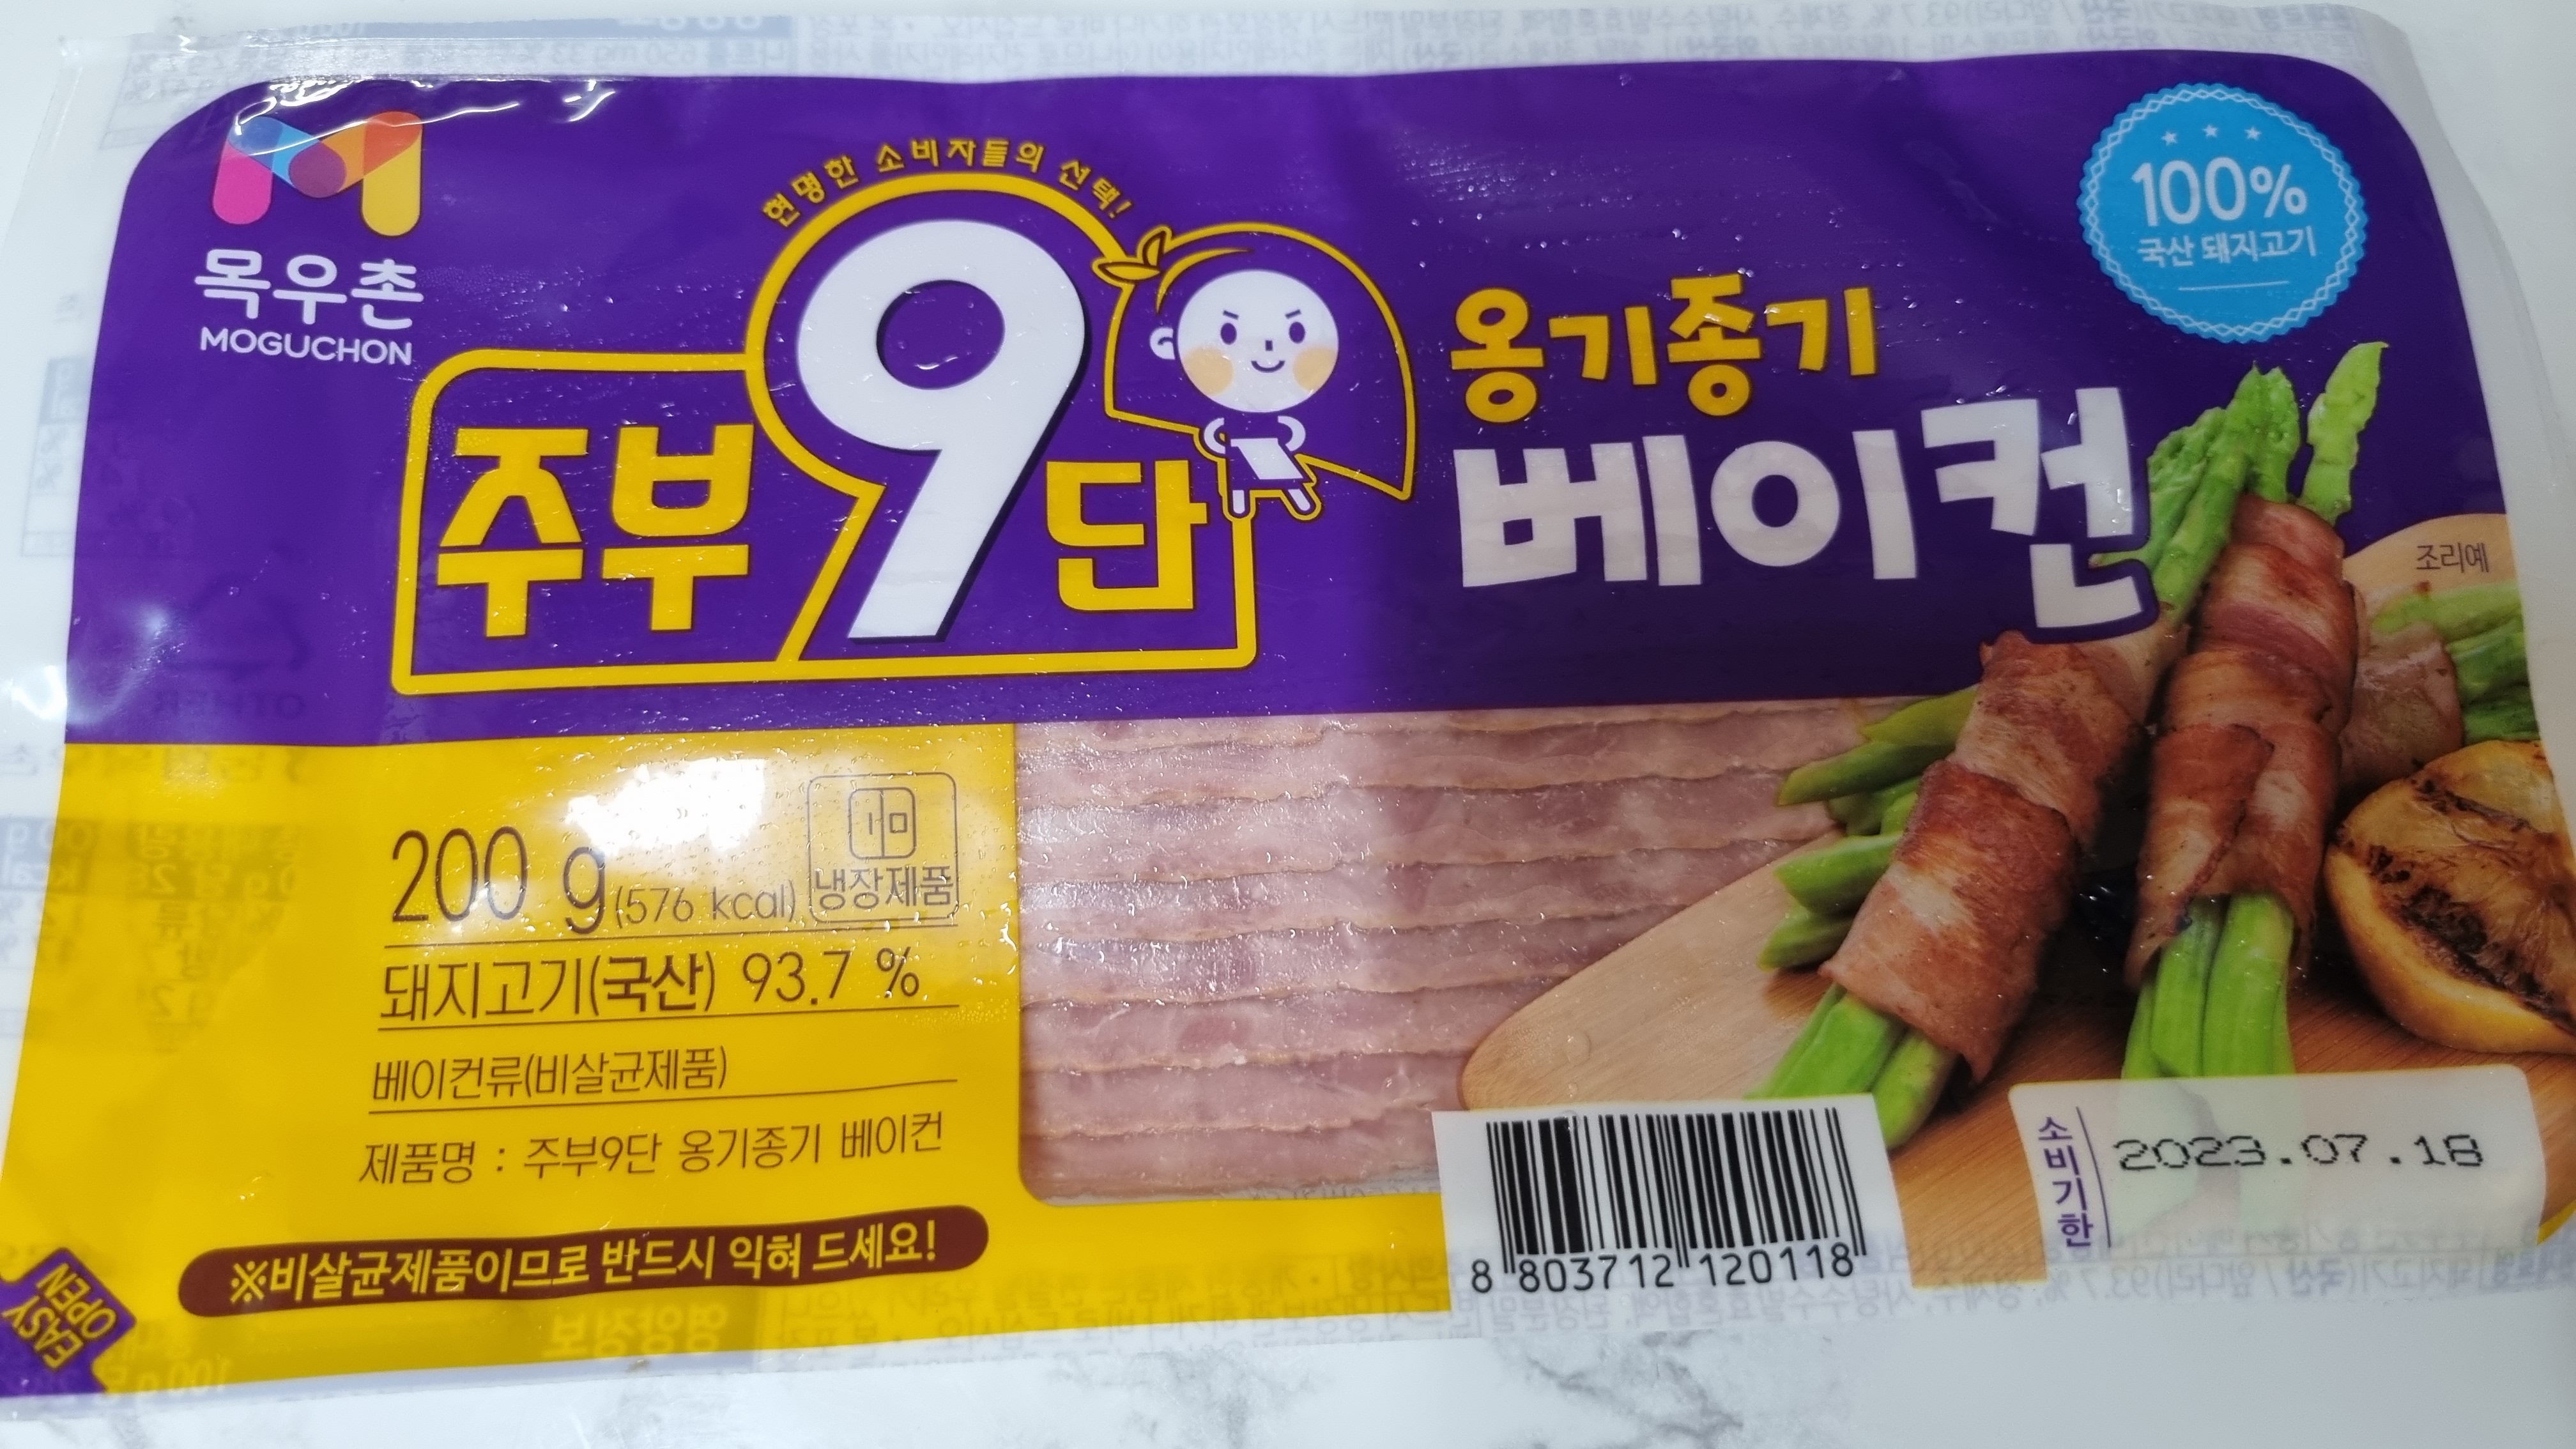 목우촌
MOGUCHON
현명한 소비자들의 선택!
주부9단
옹기종기
베이컨
100%
국산 돼지고기
조리예
200 g(576 kcal)
냉장제품
돼지고기(국산) 93.7 %
베이컨류(비살균제품)
제품명 : 주부9단 옹기종기 베이컨
※비살균제품이므로 반드시 익혀 드세요!
EASY
OPEN
8 803712 120118
소비기한
2023.07.18